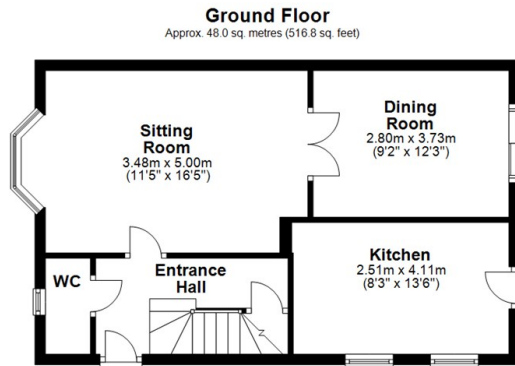 Ground Floor
Approx. 48.0 sq. metres (516.8 sq. feet)
Sitting
Room
3.48m x 5.00m
(11'5" x 16'5")
Dining
Room
2.80m x 3.73m
(9'2" x 12'3")
Kitchen
2.51m x 4.11m
(8'3" x 13'6")
WC
Entrance
Hall